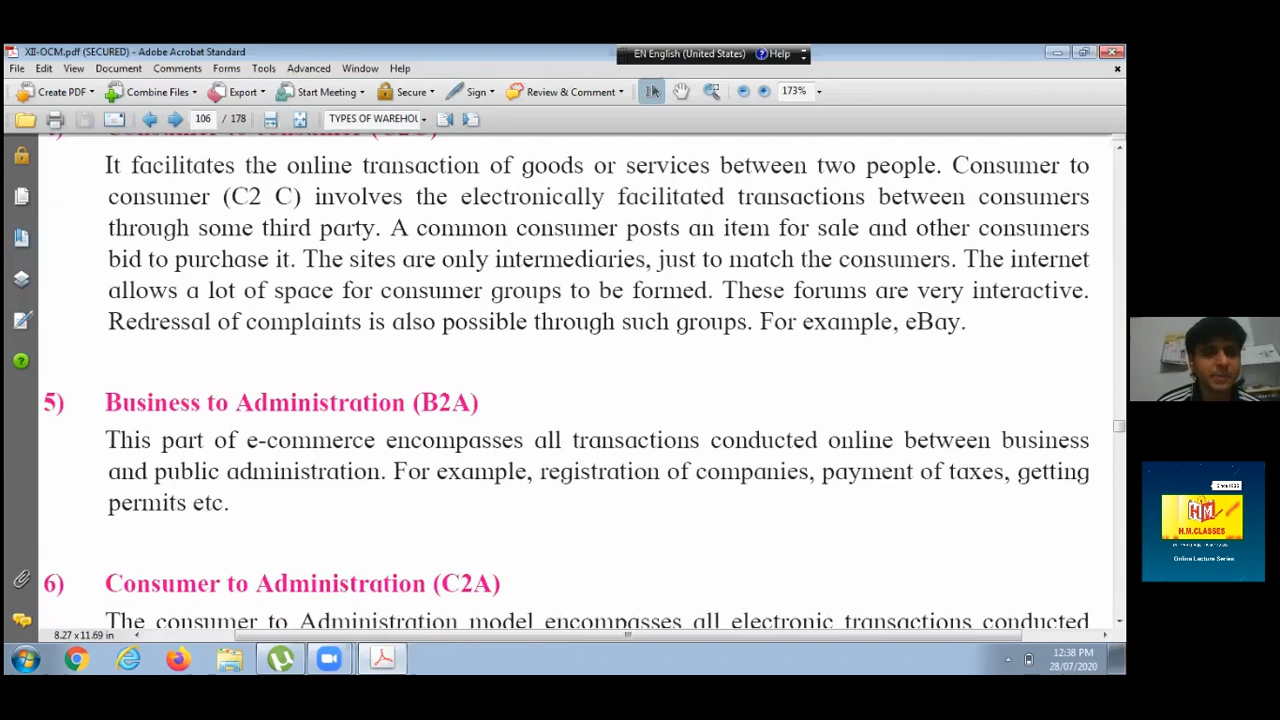 XII-OCM.pdf (SECURED) - Adobe Acrobat Standard
EN English (United States) Help
File Edit View Document Comments Forms Tools Advanced Window Help
Create PDF Combine Files Export Start Meeting Secure Sign Review & Comment 173%
106 / 178 TYPES OF WAREHOU
It facilitates the online transaction of goods or services between two people. Consumer to
consumer (C2 C) involves the electronically facilitated transactions between consumers
through some third party. A common consumer posts an item for sale and other consumers
bid to purchase it. The sites are only intermediaries, just to match the consumers. The internet
allows a lot of space for consumer groups to be formed. These forums are very interactive.
Redressal of complaints is also possible through such groups. For example, eBay.
5) Business to Administration (B2A)
This part of e-commerce encompasses all transactions conducted online between business
and public administration. For example, registration of companies, payment of taxes, getting
permits etc.
6) Consumer to Administration (C2A)
The consumer to Administration model encompasses all electronic transactions conducted
8.27 x 11.69 in
12:38 PM
28/07/2020
HM
H.M.CLASSES
Online Lecture Series